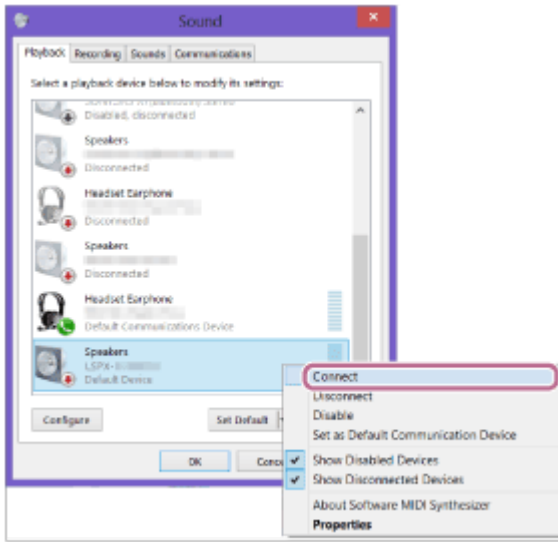 Sound
Playback Recording Sounds Communications
Select a playback device below to modify its settings:
Disabled, disconnected
Speakers
Disconnected
Headset Earphone
Disconnected
Speakers
Disconnected
Headset Earphone
Default Communications Device
Speakers
LSPX-
Default Device
Configure
Set Default
OK
Connect
Disconnect
Disable
Set as Default Communication Device
Show Disabled Devices
Show Disconnected Devices
About Software MIDI Synthesizer
Properties